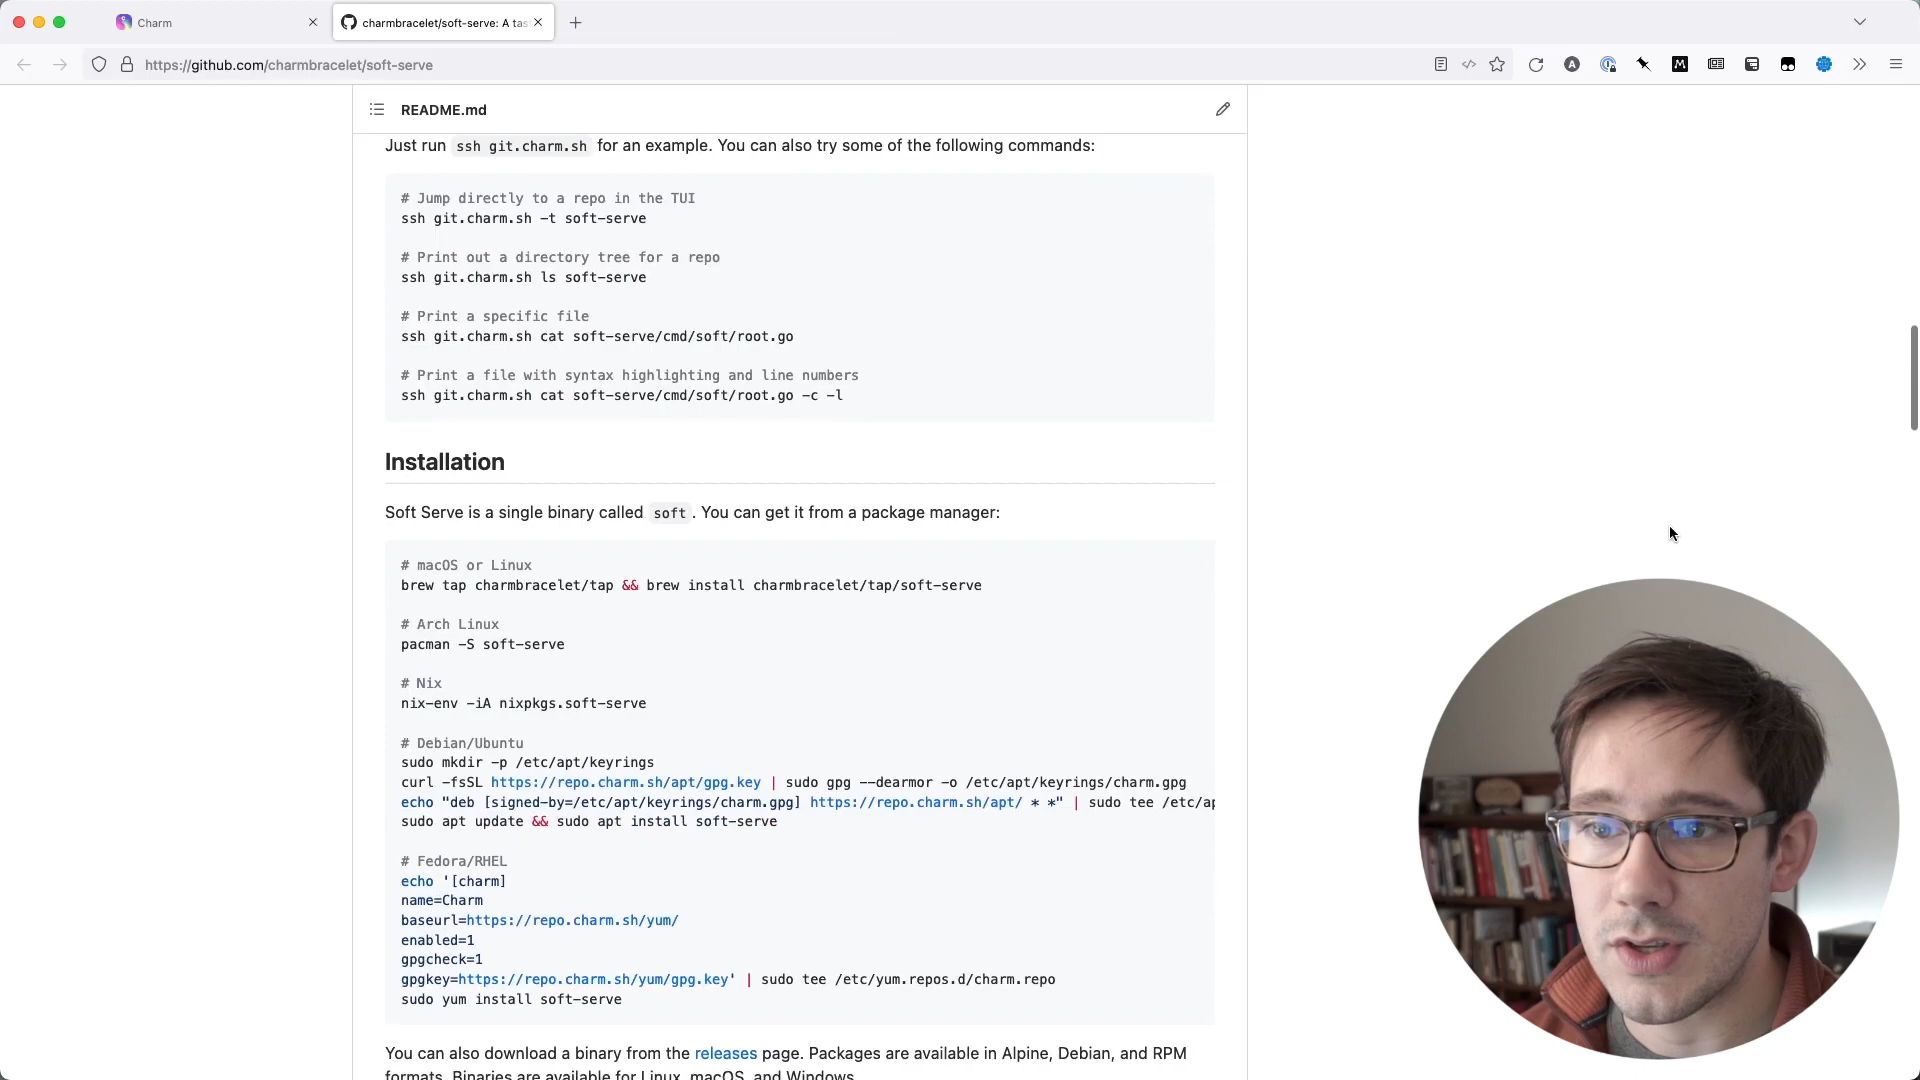 Charm
charmbracelet/soft-serve: A tas
https://github.com/charmbracelet/soft-serve
README.md
Just run ssh git.charm.sh for an example. You can also try some of the following commands:
# Jump directly to a repo in the TUI
ssh git.charm.sh -t soft-serve
# Print out a directory tree for a repo
ssh git.charm.sh ls soft-serve
# Print a specific file
ssh git.charm.sh cat soft-serve/cmd/soft/root.go
# Print a file with syntax highlighting and line numbers
ssh git.charm.sh cat soft-serve/cmd/soft/root.go -c -l
Installation
Soft Serve is a single binary called soft. You can get it from a package manager:
# macOS or Linux
brew tap charmbracelet/tap && brew install charmbracelet/tap/soft-serve
# Arch Linux
pacman -S soft-serve
# Nix
nix-env -iA nixpkgs.soft-serve
# Debian/Ubuntu
sudo mkdir -p /etc/apt/keyrings
curl -fsSL https://repo.charm.sh/apt/gpg.key | sudo gpg --dearmor -o /etc/apt/keyrings/charm.gpg
echo "deb [signed-by=/etc/apt/keyrings/charm.gpg] https://repo.charm.sh/apt/ * *" | sudo tee /etc/ap
sudo apt update && sudo apt install soft-serve
# Fedora/RHEL
echo '[charm]
name=Charm
baseurl=https://repo.charm.sh/yum/
enabled=1
gpgcheck=1
gpgkey=https://repo.charm.sh/yum/gpg.key' | sudo tee /etc/yum.repos.d/charm.repo
sudo yum install soft-serve
You can also download a binary from the releases page. Packages are available in Alpine, Debian, and RPM
formats. Binaries are available for Linux, macOS, and Windows.